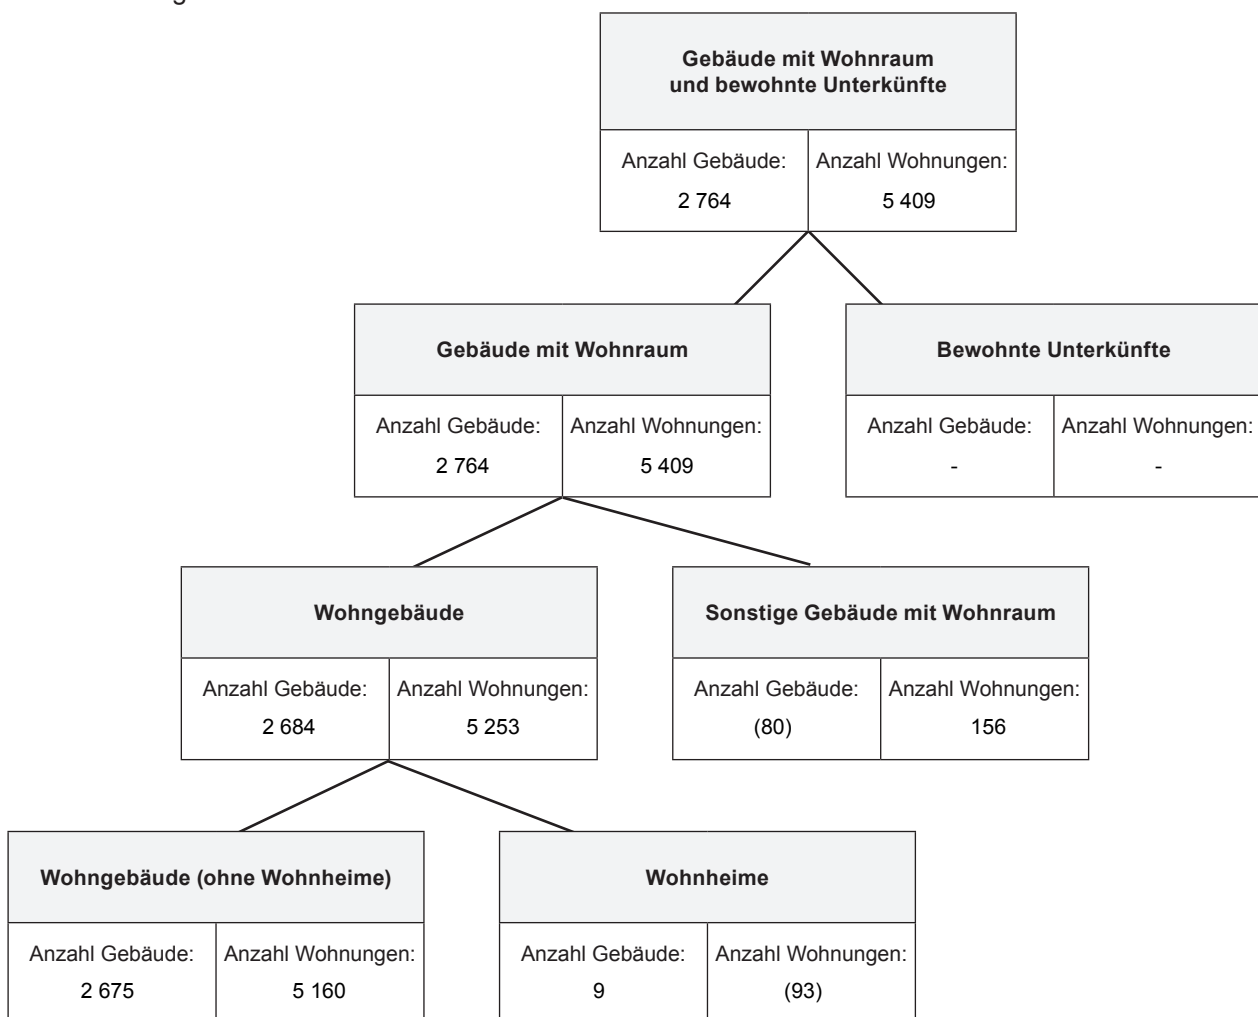 Gebäude mit Wohnraum
und bewohnte Unterkünfte
Anzahl Gebäude: Anzahl Wohnungen:
2 764 5 409
Gebäude mit Wohnraum
Anzahl Gebäude: Anzahl Wohnungen:
2 764 5 409
Bewohnte Unterkünfte
Anzahl Gebäude: Anzahl Wohnungen:
- -
Wohngebäude
Anzahl Gebäude: Anzahl Wohnungen:
2 684 5 253
Sonstige Gebäude mit Wohnraum
Anzahl Gebäude: Anzahl Wohnungen:
(80) 156
Wohngebäude (ohne Wohnheime)
Anzahl Gebäude: Anzahl Wohnungen:
2 675 5 160
Wohnheime
Anzahl Gebäude: Anzahl Wohnungen:
9 (93)